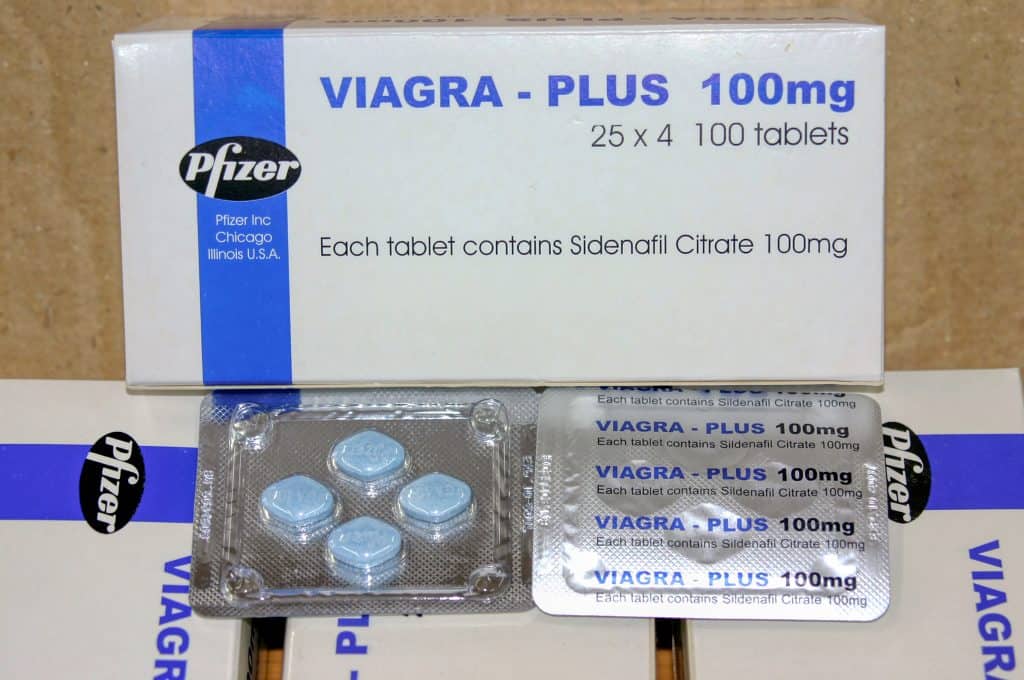 VIAGRA - PLUS 100mg
25 x 4 100 tablets
Pfizer
Pfizer Inc
Chicago
Illinois U.S.A.
Each tablet contains Sidenafil Citrate 100mg
Each tablet contains Sildenafil Citrate 100mg
VIAGRA - PLUS 100mg
Each tablet contains Sildenafil Citrate 100mg
VIAGRA - PLUS 100mg
Each tablet contains Sildenafil Citrate 100mg
VIAGRA - PLUS 100mg
Each tablet contains Sildenafil Citrate 100mg
VIAGRA - PLUS 100mg
Each tablet contains Sildenafil Citrate 100mg
Pfizer
Pfizer
VIAGRA
VIAGRA